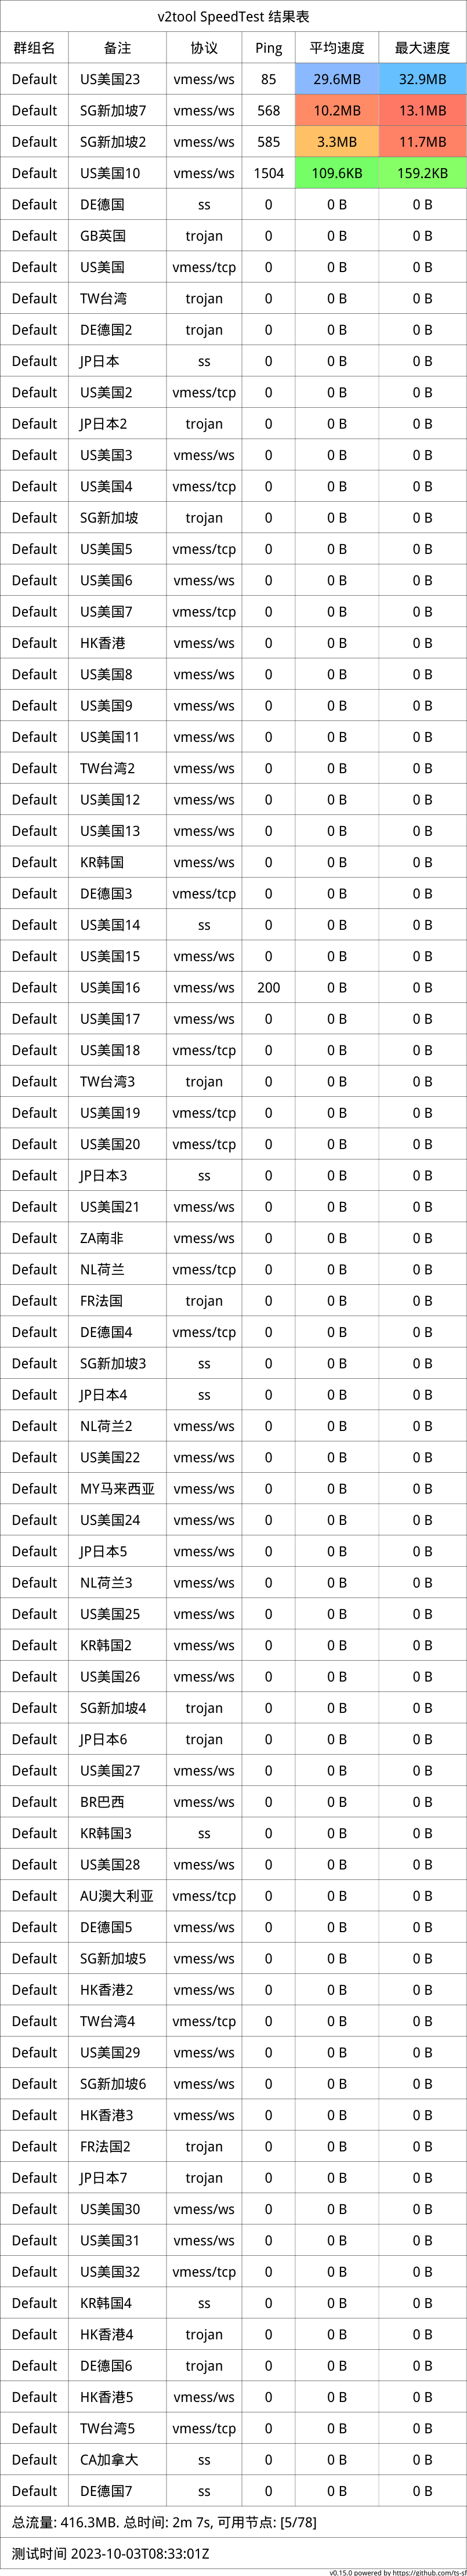 v2tool SpeedTest 结果表
群组名 备注 协议 Ping 平均速度 最大速度
Default US美国23 vmess/ws 85 29.6MB 32.9MB
Default SG新加坡7 vmess/ws 568 10.2MB 13.1MB
Default SG新加坡2 vmess/ws 585 3.3MB 11.7MB
Default US美国10 vmess/ws 1504 109.6KB 159.2KB
Default DE德国 ss 0 0 B 0 B
Default GB英国 trojan 0 0 B 0 B
Default US美国 vmess/tcp 0 0 B 0 B
Default TW台湾 trojan 0 0 B 0 B
Default DE德国2 trojan 0 0 B 0 B
Default JP日本 ss 0 0 B 0 B
Default US美国2 vmess/tcp 0 0 B 0 B
Default JP日本2 trojan 0 0 B 0 B
Default US美国3 vmess/ws 0 0 B 0 B
Default US美国4 vmess/tcp 0 0 B 0 B
Default SG新加坡 trojan 0 0 B 0 B
Default US美国5 vmess/tcp 0 0 B 0 B
Default US美国6 vmess/ws 0 0 B 0 B
Default US美国7 vmess/tcp 0 0 B 0 B
Default HK香港 vmess/ws 0 0 B 0 B
Default US美国8 vmess/ws 0 0 B 0 B
Default US美国9 vmess/ws 0 0 B 0 B
Default US美国11 vmess/ws 0 0 B 0 B
Default TW台湾2 vmess/ws 0 0 B 0 B
Default US美国12 vmess/ws 0 0 B 0 B
Default US美国13 vmess/ws 0 0 B 0 B
Default KR韩国 vmess/ws 0 0 B 0 B
Default DE德国3 vmess/tcp 0 0 B 0 B
Default US美国14 ss 0 0 B 0 B
Default US美国15 vmess/ws 0 0 B 0 B
Default US美国16 vmess/ws 200 0 B 0 B
Default US美国17 vmess/ws 0 0 B 0 B
Default US美国18 vmess/tcp 0 0 B 0 B
Default TW台湾3 trojan 0 0 B 0 B
Default US美国19 vmess/tcp 0 0 B 0 B
Default US美国20 vmess/tcp 0 0 B 0 B
Default JP日本3 ss 0 0 B 0 B
Default US美国21 vmess/ws 0 0 B 0 B
Default ZA南非 vmess/ws 0 0 B 0 B
Default NL荷兰 vmess/tcp 0 0 B 0 B
Default FR法国 trojan 0 0 B 0 B
Default DE德国4 vmess/tcp 0 0 B 0 B
Default SG新加坡3 ss 0 0 B 0 B
Default JP日本4 ss 0 0 B 0 B
Default NL荷兰2 vmess/ws 0 0 B 0 B
Default US美国22 vmess/ws 0 0 B 0 B
Default MY马来西亚 vmess/ws 0 0 B 0 B
Default US美国24 vmess/ws 0 0 B 0 B
Default JP日本5 vmess/ws 0 0 B 0 B
Default NL荷兰3 vmess/ws 0 0 B 0 B
Default US美国25 vmess/ws 0 0 B 0 B
Default KR韩国2 vmess/ws 0 0 B 0 B
Default US美国26 vmess/ws 0 0 B 0 B
Default SG新加坡4 trojan 0 0 B 0 B
Default JP日本6 trojan 0 0 B 0 B
Default US美国27 vmess/ws 0 0 B 0 B
Default BR巴西 vmess/ws 0 0 B 0 B
Default KR韩国3 ss 0 0 B 0 B
Default US美国28 vmess/ws 0 0 B 0 B
Default AU澳大利亚 vmess/tcp 0 0 B 0 B
Default DE德国5 vmess/ws 0 0 B 0 B
Default SG新加坡5 vmess/ws 0 0 B 0 B
Default HK香港2 vmess/ws 0 0 B 0 B
Default TW台湾4 vmess/tcp 0 0 B 0 B
Default US美国29 vmess/ws 0 0 B 0 B
Default SG新加坡6 vmess/ws 0 0 B 0 B
Default HK香港3 vmess/ws 0 0 B 0 B
Default FR法国2 trojan 0 0 B 0 B
Default JP日本7 trojan 0 0 B 0 B
Default US美国30 vmess/ws 0 0 B 0 B
Default US美国31 vmess/ws 0 0 B 0 B
Default US美国32 vmess/tcp 0 0 B 0 B
Default KR韩国4 ss 0 0 B 0 B
Default HK香港4 trojan 0 0 B 0 B
Default DE德国6 trojan 0 0 B 0 B
Default HK香港5 vmess/ws 0 0 B 0 B
Default TW台湾5 vmess/tcp 0 0 B 0 B
Default CA加拿大 ss 0 0 B 0 B
Default DE德国7 ss 0 0 B 0 B
总流量: 416.3MB. 总时间: 2m 7s, 可用节点: [5/78]
测试时间 2023-10-03T08:33:01Z
v0.15.0 powered by https://github.com/ts-sf